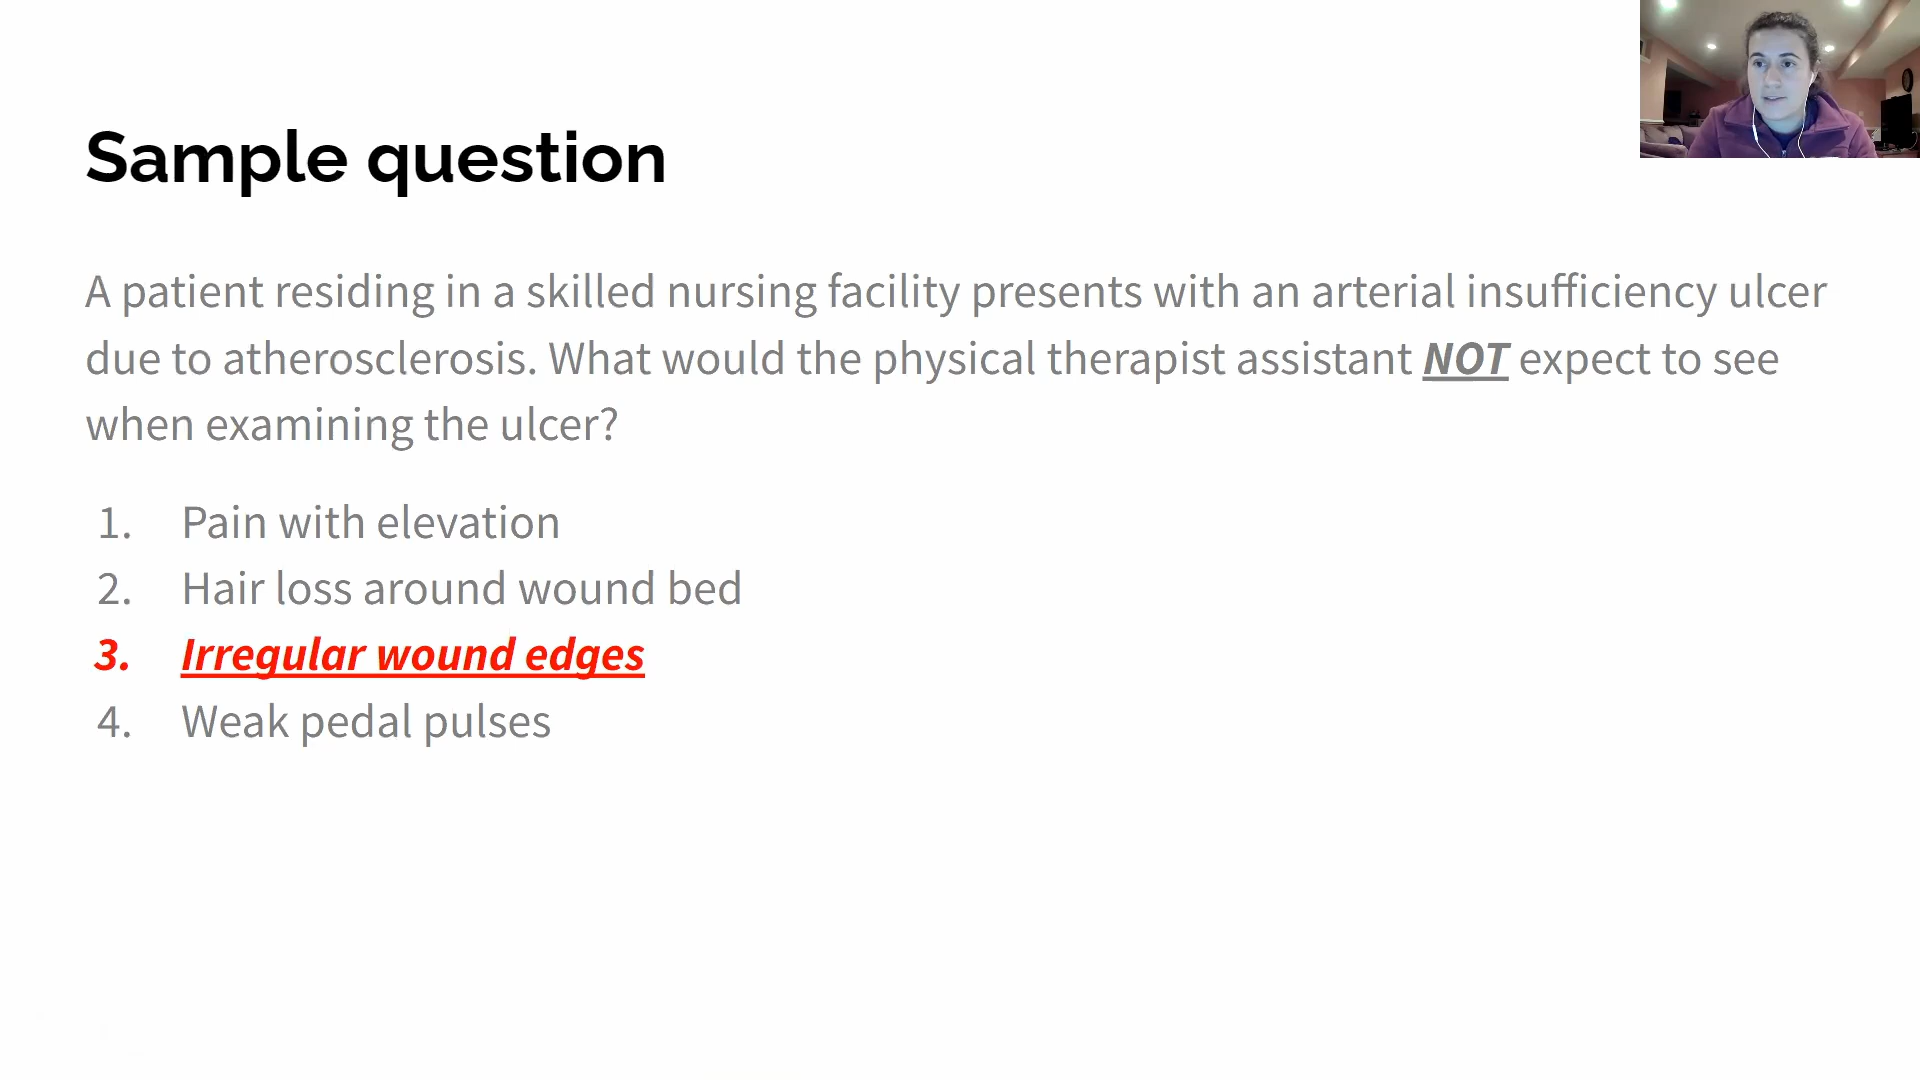 Sample question
A patient residing in a skilled nursing facility presents with an arterial insufficiency ulcer
due to atherosclerosis. What would the physical therapist assistant NOT expect to see
when examining the ulcer?
1. Pain with elevation
2. Hair loss around wound bed
3. Irregular wound edges
4. Weak pedal pulses